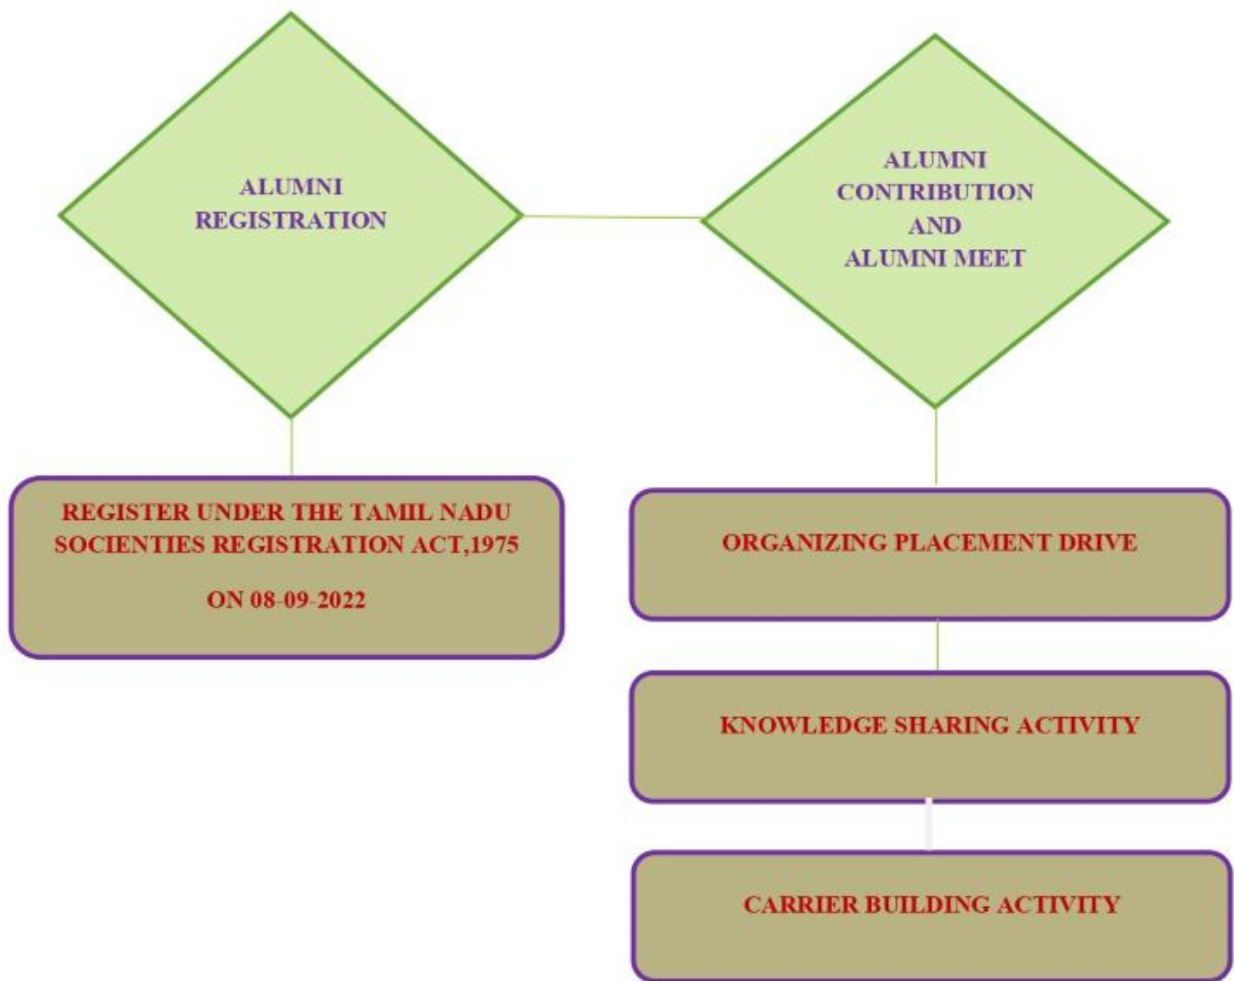 ALUMNI
REGISTRATION
ALUMNI
CONTRIBUTION
AND
ALUMNI MEET
REGISTER UNDER THE TAMIL NADU
SOCIENTIES REGISTRATION ACT,1975
ON 08-09-2022
ORGANIZING PLACEMENT DRIVE
KNOWLEDGE SHARING ACTIVITY
CARRIER BUILDING ACTIVITY